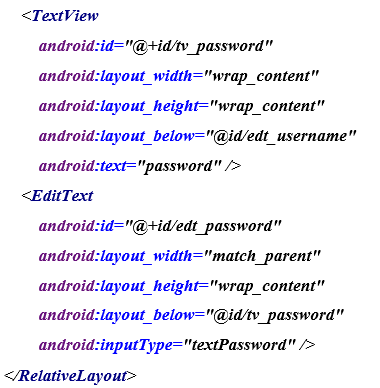 <TextView
android:id="@+id/tv_password"
android:layout_width="wrap_content"
android:layout_height="wrap_content"
android:layout_below="@id/edt_username"
android:text="password" />
<EditText
android:id="@+id/edt_password"
android:layout_width="match_parent"
android:layout_height="wrap_content"
android:layout_below="@id/tv_password"
android:inputType="textPassword" />
</RelativeLayout>